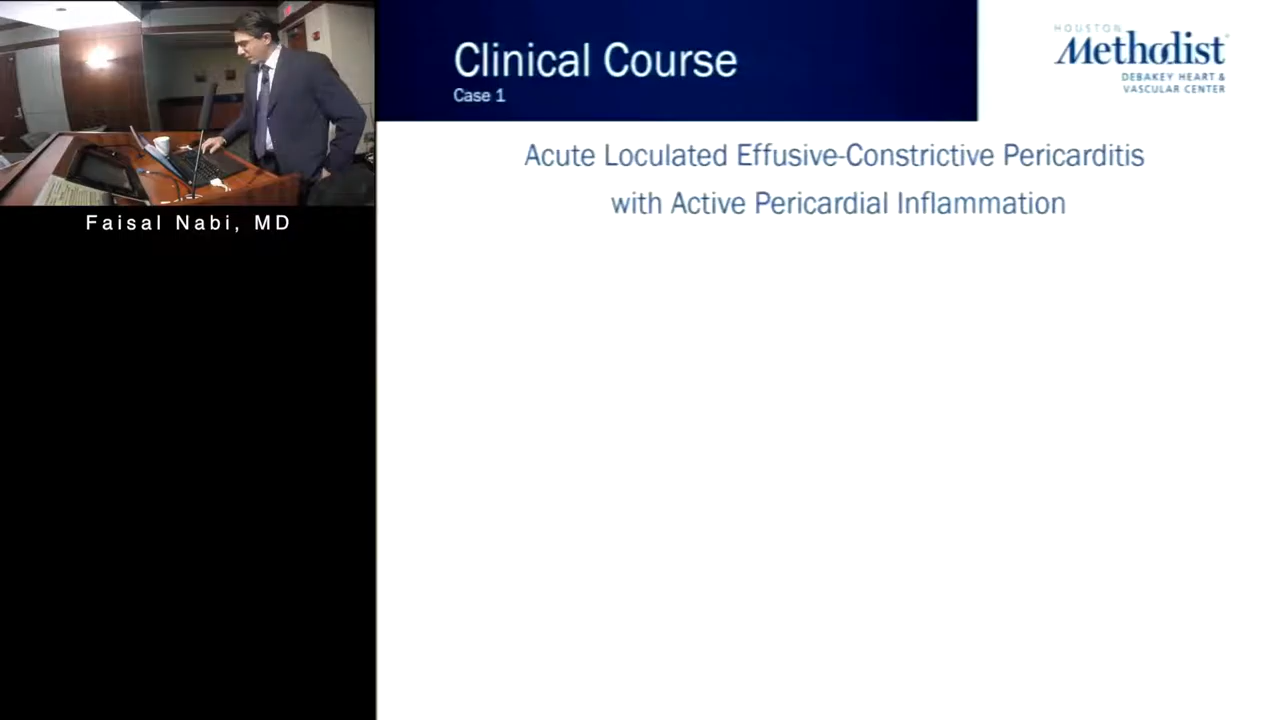 Clinical Course
Case 1
HOUSTON
Methodist
DEBAKEY HEART &
VASCULAR CENTER
Acute Loculated Effusive-Constrictive Pericarditis
with Active Pericardial Inflammation
Faisal Nabi, MD